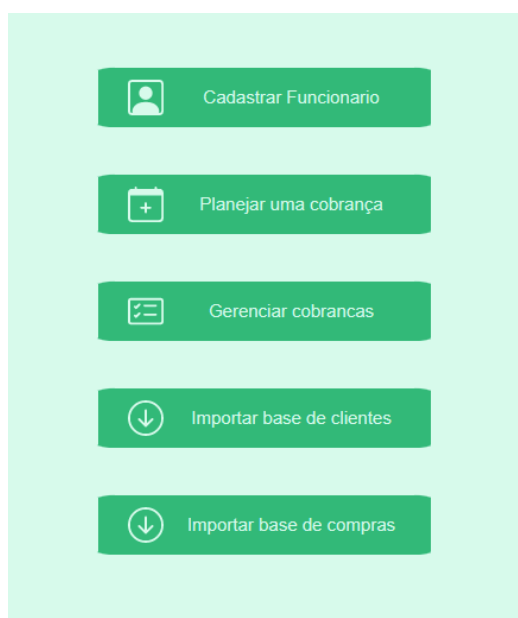 Cadastrar Funcionario
Planejar uma cobrança
Gerenciar cobrancas
Importar base de clientes
Importar base de compras